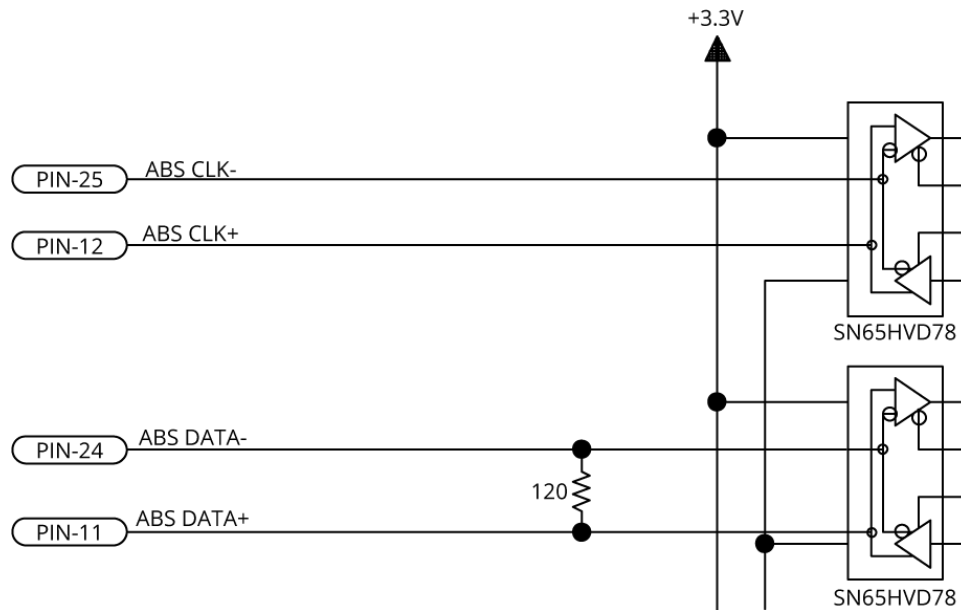 +3.3V
PIN-25 ABS CLK-
PIN-12 ABS CLK+
SN65HVD78
PIN-24 ABS DATA-
120
PIN-11 ABS DATA+
SN65HVD78